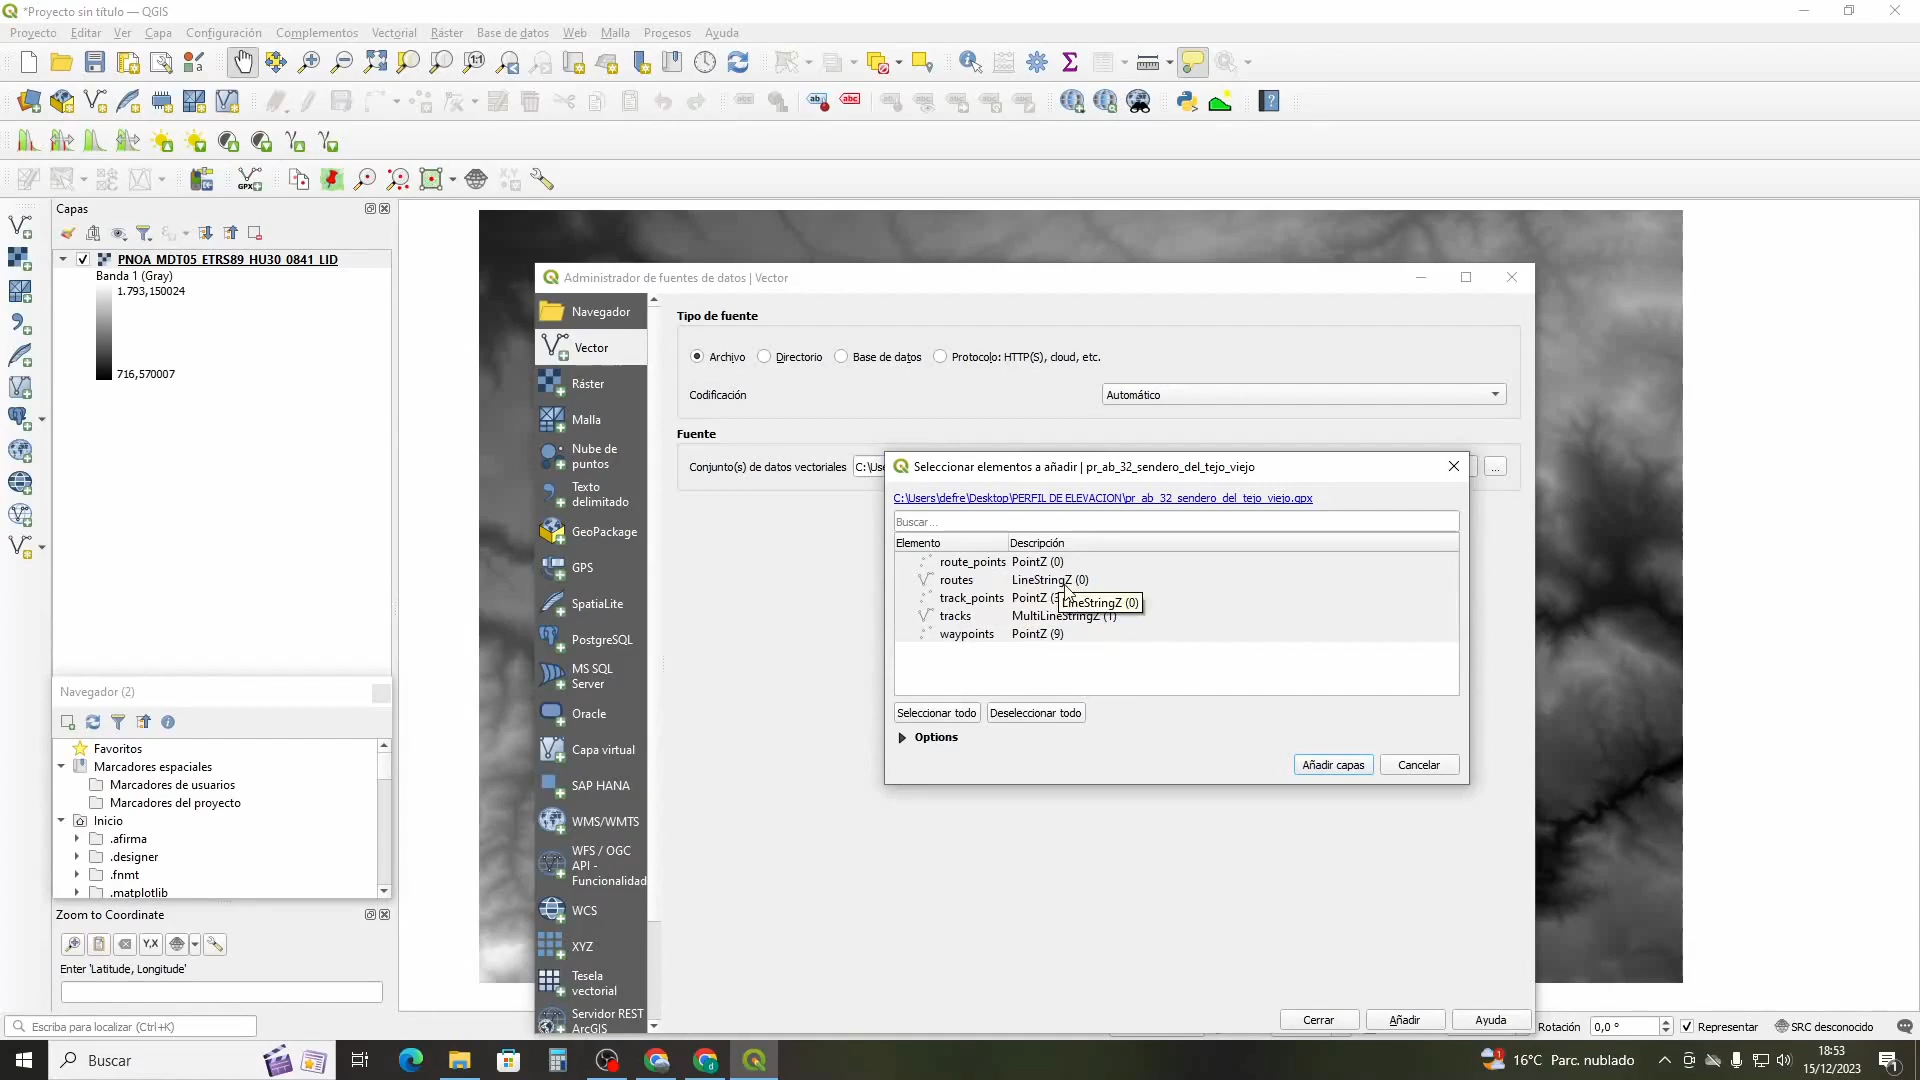 *Proyecto sin título — QGIS
Proyecto Editar Ver Capa Configuración Complementos Vectorial Ráster Base de datos Web Malla Procesos Ayuda
Capas
PNOA_MDT05_ETRS89_HU30_0841_LID
Banda 1 (Gray)
1.793,150024
716,570007
Navegador (2)
Favoritos
Marcadores espaciales
Marcadores de usuarios
Marcadores del proyecto
Inicio
.afirma
.designer
.fnmt
.matplotlib
Zoom to Coordinate
Y,X
Enter 'Latitude, Longitude'
Escriba para localizar (Ctrl+K)
Administrador de fuentes de datos | Vector
Navegador
Vector
Ráster
Malla
Nube de
puntos
Texto
delimitado
GeoPackage
GPS
SpatiaLite
PostgreSQL
MS SQL
Server
Oracle
Capa virtual
SAP HANA
WMS/WMTS
WFS / OGC
API -
Funcionalidad
WCS
XYZ
Tesela
vectorial
Servidor REST
ArcGIS
Tipo de fuente
Archivo Directorio Base de datos Protocolo: HTTP(S), cloud, etc.
Codificación Automático
Fuente
Conjunto(s) de datos vectoriales C:\Use ...
Seleccionar elementos a añadir | pr_ab_32_sendero_del_tejo_viejo
C:\Users\defre\Desktop\PERFIL DE ELEVACION\pr_ab_32_sendero_del_tejo_viejo.gpx
Buscar...
Elemento Descripción
route_points PointZ (0)
routes LineStringZ (0)
track_points PointZ
LineStringZ (0)
tracks MultiLineStringZ (1)
waypoints PointZ (9)
Seleccionar todo Deseleccionar todo
Options
Añadir capas Cancelar
Cerrar Añadir Ayuda
Rotación 0,0 ° Representar SRC desconocido
Buscar
16°C Parc. nublado
18:53
15/12/2023